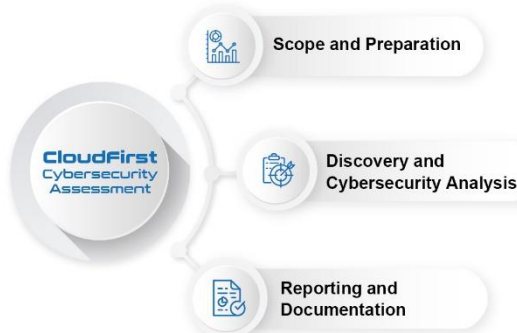 Scope and Preparation
CloudFirst
Cybersecurity
Assessment
Discovery and
Cybersecurity Analysis
Reporting and
Documentation